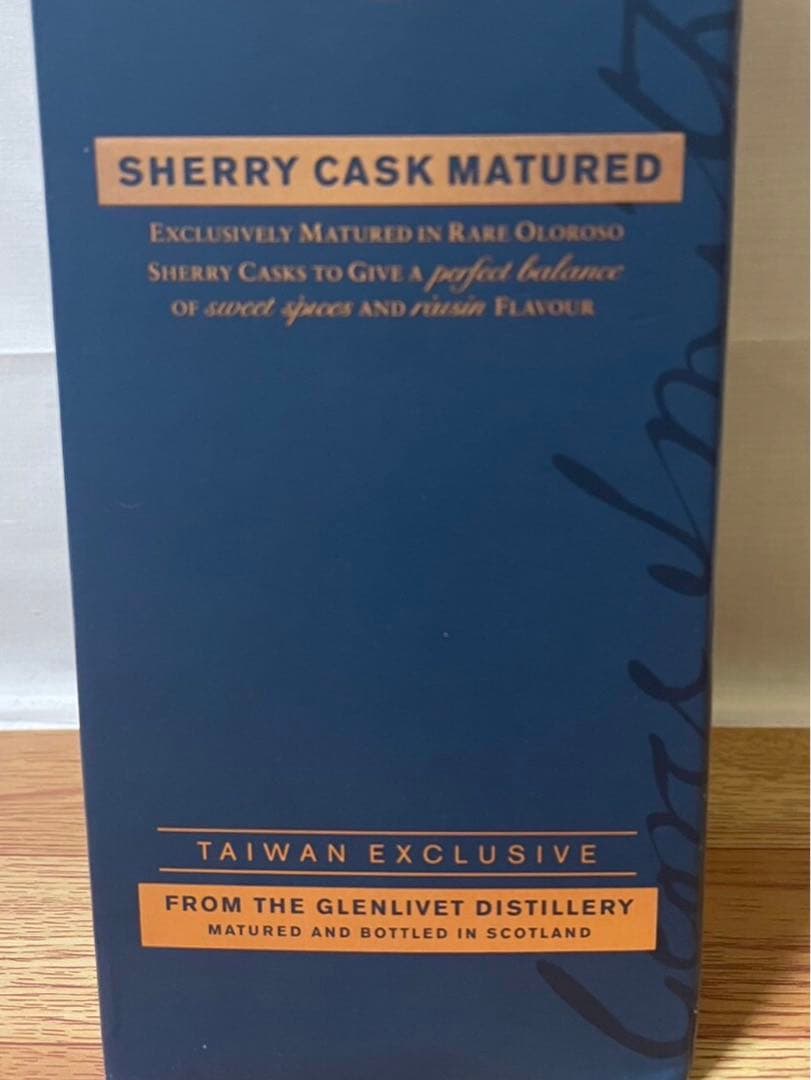 SHERRY CASK MATURED
EXCLUSIVELY MATURED IN RARE OLOROSO
SHERRY CASKS TO GIVE A perfect balance
OF sweet spices AND raisin FLAVOUR
TAIWAN EXCLUSIVE
FROM THE GLENLIVET DISTILLERY
MATURED AND BOTTLED IN SCOTLAND